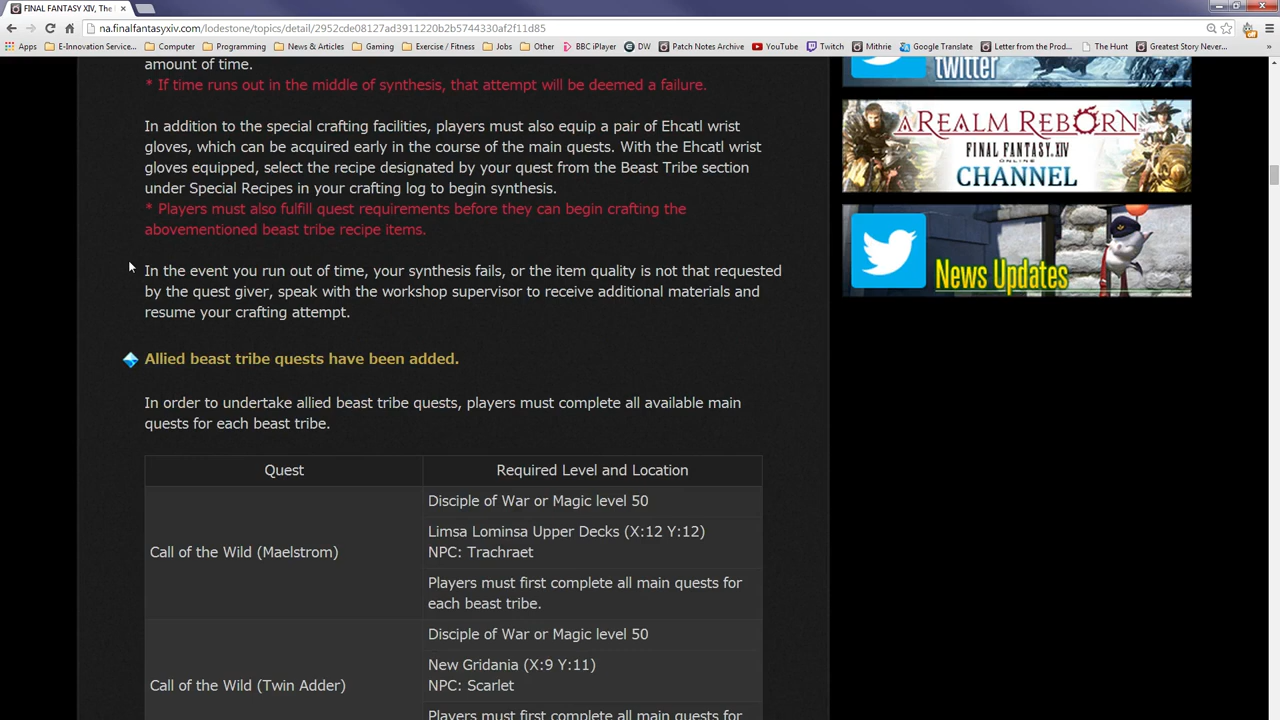 FINAL FANTASY XIV, The
na.finalfantasyxiv.com/lodestone/topics/detail/2952cde08127ad3911220b2b5744330af2f11d85
Apps E-Innovation Service... Computer Programming News & Articles Gaming Exercise / Fitness Jobs Other BBC iPlayer DW Patch Notes Archive YouTube Twitch Mithrie Google Translate Letter from the Prod... The Hunt Greatest Story Never...
amount of time.
* If time runs out in the middle of synthesis, that attempt will be deemed a failure.
In addition to the special crafting facilities, players must also equip a pair of Ehcatl wrist
gloves, which can be acquired early in the course of the main quests. With the Ehcatl wrist
gloves equipped, select the recipe designated by your quest from the Beast Tribe section
under Special Recipes in your crafting log to begin synthesis.
* Players must also fulfill quest requirements before they can begin crafting the
abovementioned beast tribe recipe items.
In the event you run out of time, your synthesis fails, or the item quality is not that requested
by the quest giver, speak with the workshop supervisor to receive additional materials and
resume your crafting attempt.
Allied beast tribe quests have been added.
In order to undertake allied beast tribe quests, players must complete all available main
quests for each beast tribe.
Quest
Required Level and Location
Call of the Wild (Maelstrom)
Disciple of War or Magic level 50
Limsa Lominsa Upper Decks (X:12 Y:12)
NPC: Trachraet
Players must first complete all main quests for
each beast tribe.
Call of the Wild (Twin Adder)
Disciple of War or Magic level 50
New Gridania (X:9 Y:11)
NPC: Scarlet
Players must first complete all main quests for
twitter
A REALM REBORN
FINAL FANTASY XIV
ONLINE
CHANNEL
News Updates